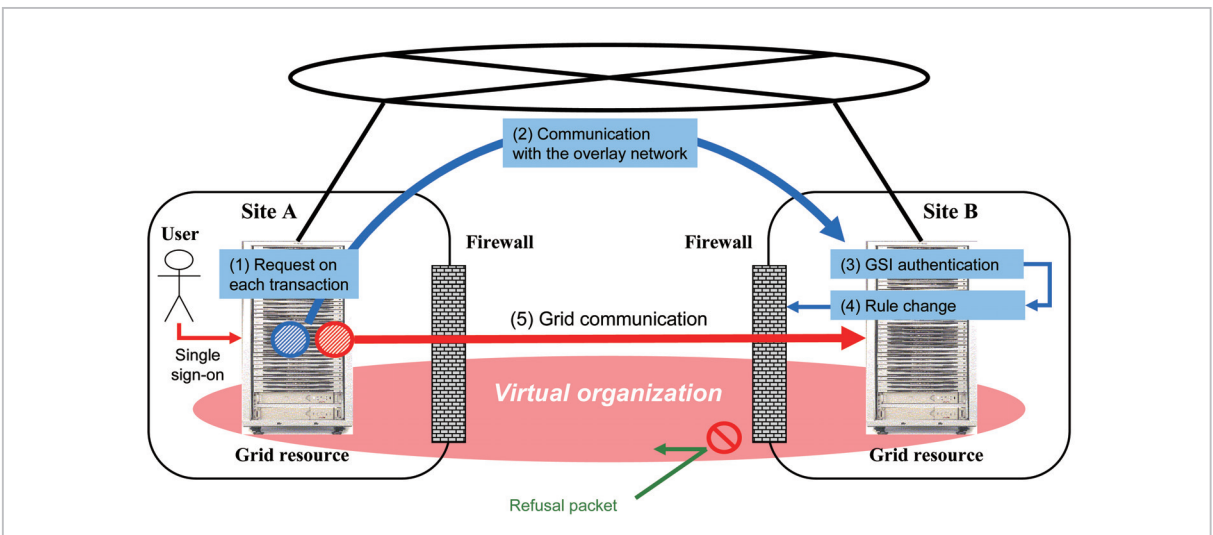 (2) Communication
with the overlay network
Site A
Site B
User
Firewall
Firewall
(1) Request on
each transaction
(3) GSI authentication
(4) Rule change
(5) Grid communication
Single
sign-on
Virtual organization
Grid resource
Grid resource
Refusal packet